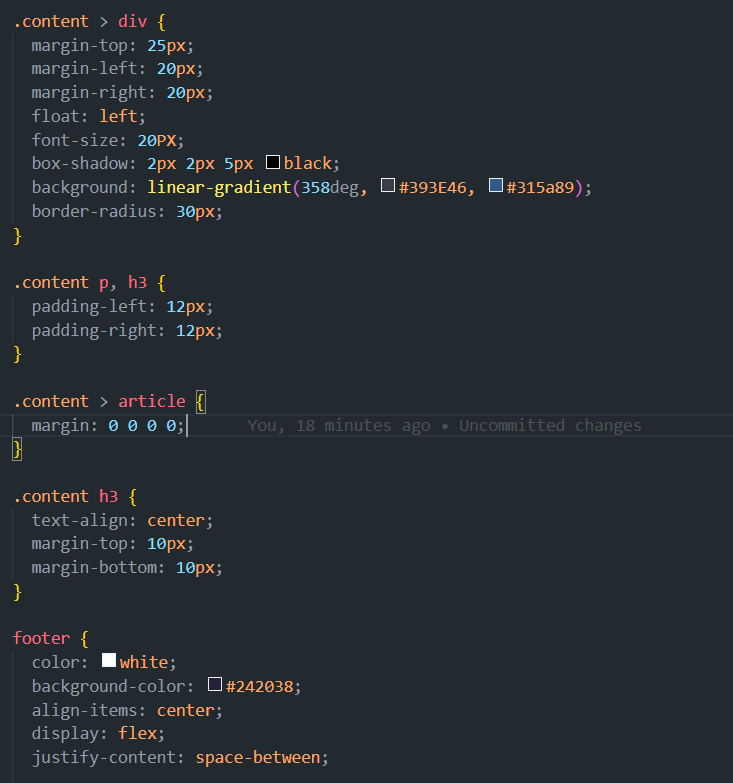 .content > div {
  margin-top: 25px;
  margin-left: 20px;
  margin-right: 20px;
  float: left;
  font-size: 20PX;
  box-shadow: 2px 2px 5px black;
  background: linear-gradient(358deg, #393E46, #315a89);
  border-radius: 30px;
}

.content p, h3 {
  padding-left: 12px;
  padding-right: 12px;
}

.content > article {
  margin: 0 0 0 0; You, 18 minutes ago • Uncommitted changes
}

.content h3 {
  text-align: center;
  margin-top: 10px;
  margin-bottom: 10px;
}

footer {
  color: white;
  background-color: #242038;
  align-items: center;
  display: flex;
  justify-content: space-between;